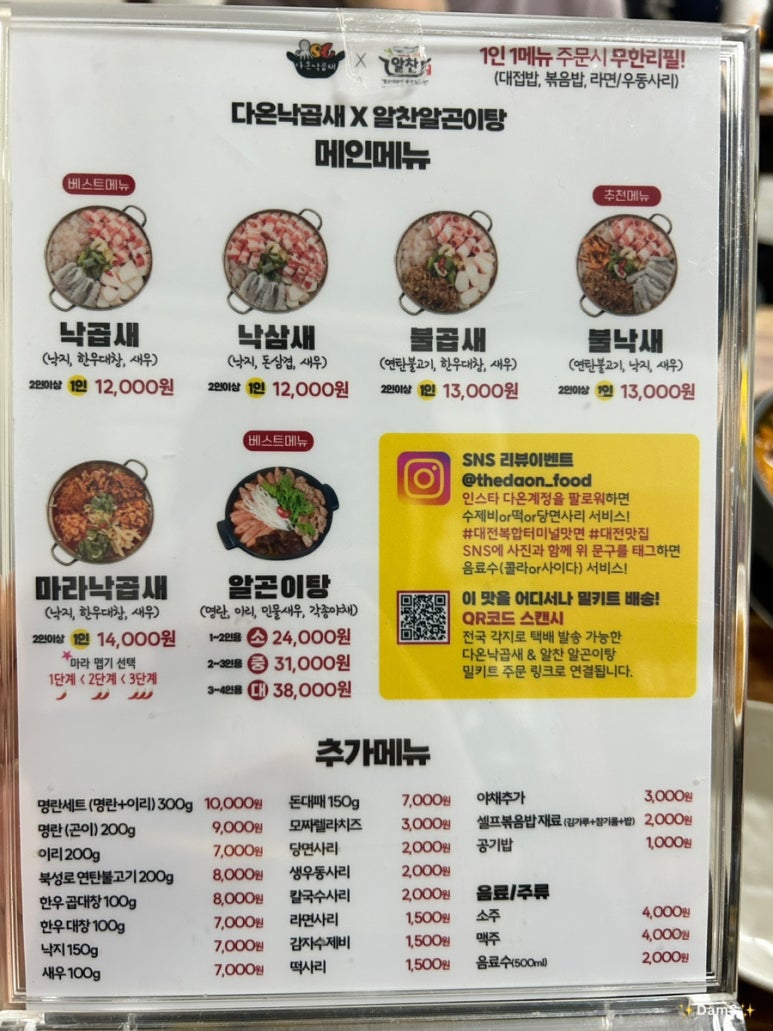 다온낙곱새 X 알찬
1인 1메뉴 주문시 무한리필!
(대접밥, 볶음밥, 라면/우동사리)
다온낙곱새 X 알찬알곤이탕
메인메뉴
베스트메뉴
낙곱새
(낙지, 한우대창, 새우)
2인이상 1인 12,000원
낙삼새
(낙지, 돈삼겹, 새우)
2인이상 1인 12,000원
불곱새
(연탄불고기, 한우대창, 새우)
2인이상 1인 13,000원
추천메뉴
불낙새
(연탄불고기, 낙지, 새우)
2인이상 1인 13,000원
마라낙곱새
(낙지, 한우대창, 새우)
2인이상 1인 14,000원
마라 맵기 선택
1단계 < 2단계 < 3단계
베스트메뉴
알곤이탕
(명란, 이리, 민물새우, 각종야채)
1~2인용 소 24,000원
2~3인용 중 31,000원
3~4인용 대 38,000원
SNS 리뷰이벤트
@thedaon_food
인스타 다온계정을 팔로워하면
수제비or떡or당면사리 서비스!
#대전복합터미널맛면 #대전맛집
SNS에 사진과 함께 위 문구를 태그하면
음료수(콜라or사이다) 서비스!
이 맛을 어디서나 밀키트 배송!
QR코드 스캔시
전국 각지로 택배 발송 가능한
다온낙곱새 & 알찬 알곤이탕
밀키트 주문 링크로 연결됩니다.
추가메뉴
명란세트 (명란+이리) 300g 10,000원
명란 (곤이) 200g 9,000원
이리 200g 7,000원
북성로 연탄불고기 200g 8,000원
한우 곱대창 100g 8,000원
한우 대창 100g 7,000원
낙지 150g 7,000원
새우 100g 7,000원
돈대패 150g 7,000원
모짜렐라치즈 3,000원
당면사리 2,000원
생우동사리 2,000원
칼국수사리 2,000원
라면사리 1,500원
감자수제비 1,500원
떡사리 1,500원
야채추가 3,000원
셀프볶음밥 재료 (김가루+참기름+밥) 2,000원
공기밥 1,000원
음료/주류
소주 4,000원
맥주 4,000원
음료수(500ml) 2,000원